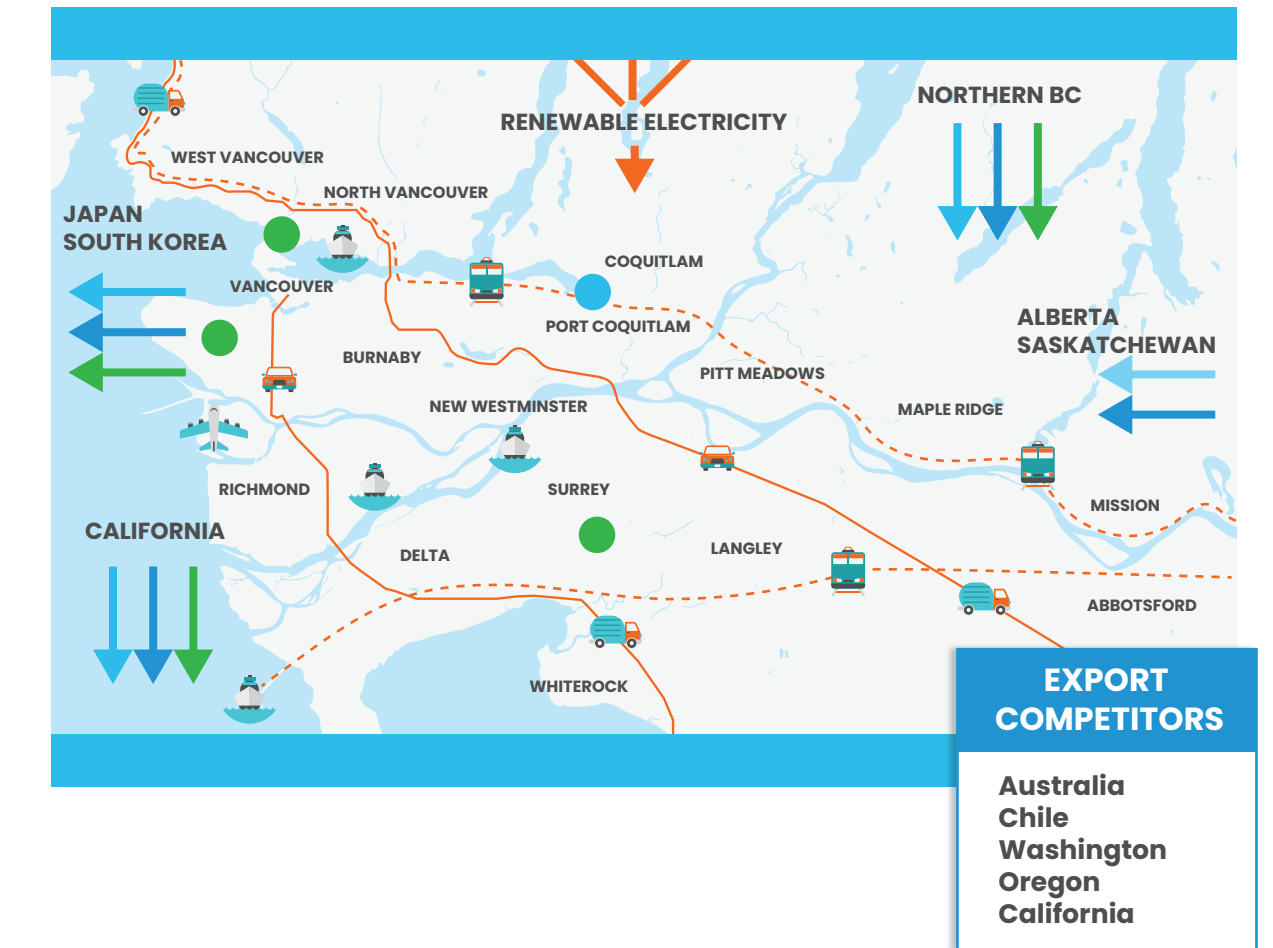 NORTHERN BC
RENEWABLE ELECTRICITY
WEST VANCOUVER
NORTH VANCOUVER
JAPAN
SOUTH KOREA
COQUITLAM
VANCOUVER
PORT COQUITLAM
ALBERTA
SASKATCHEWAN
BURNABY
PITT MEADOWS
NEW WESTMINSTER
MAPLE RIDGE
RICHMOND
SURREY
MISSION
CALIFORNIA
DELTA
LANGLEY
ABBOTSFORD
WHITEROCK
EXPORT
COMPETITORS
Australia
Chile
Washington
Oregon
California